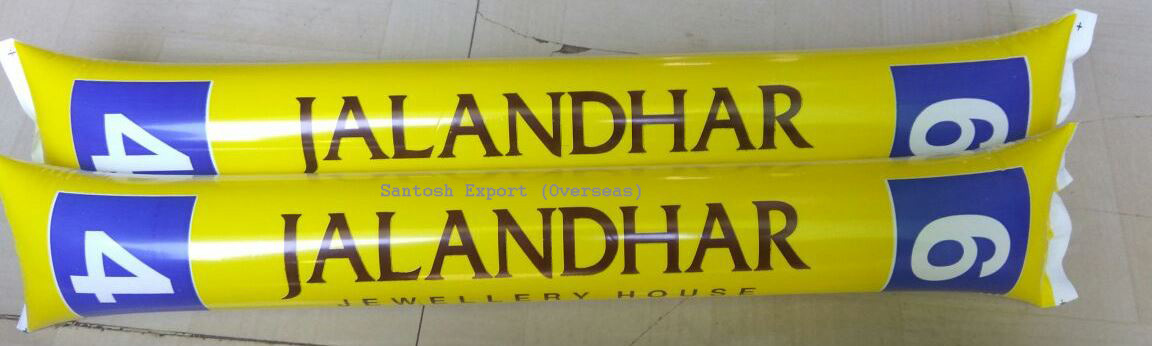 4 JALANDHAR 6
Santosh Export (Overseas)
4 JALANDHAR 6
JEWELLERY HOUSE